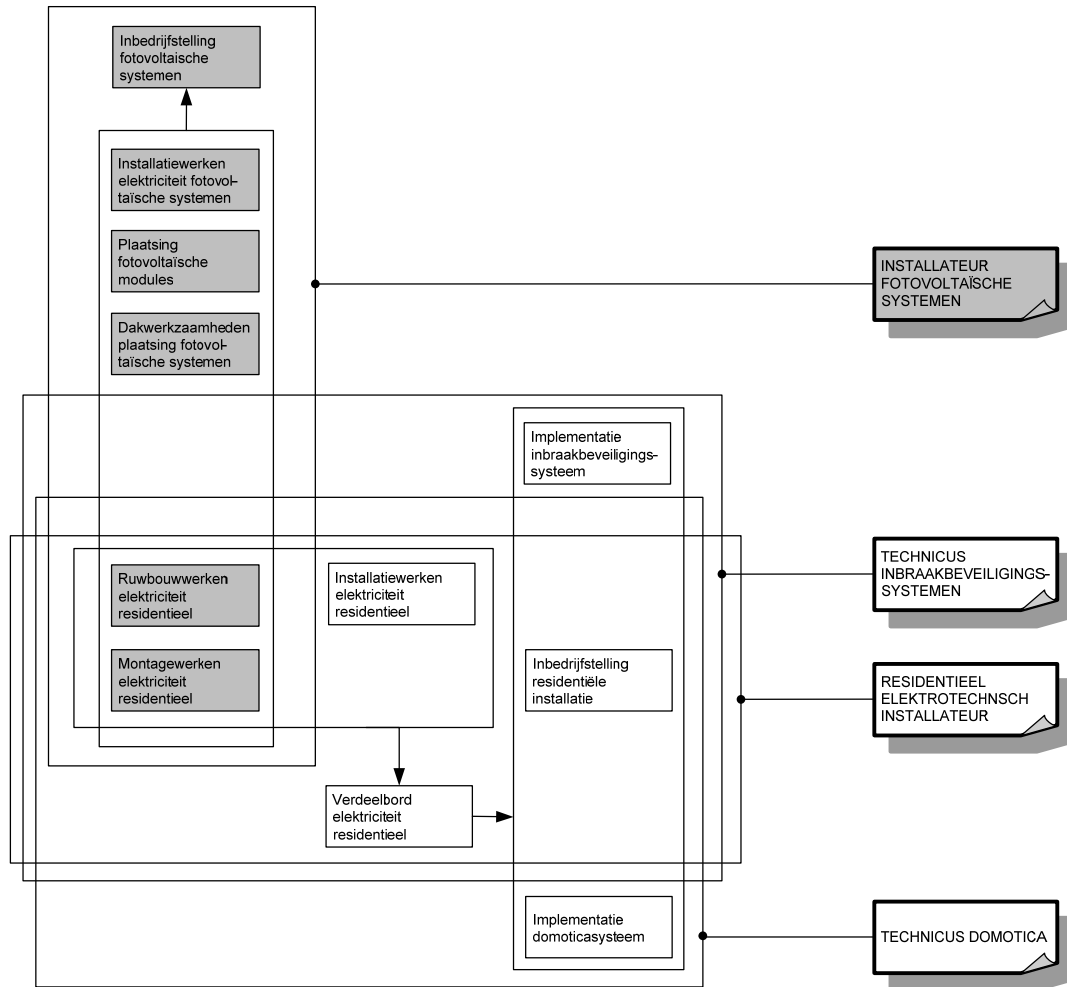 Inbedrijfstelling
fotovoltaische
systemen
Installatiewerken
elektriciteit fotovol-
taïsche systemen
Plaatsing
fotovoltaïsche
modules
Dakwerkzaamheden
plaatsing fotovol-
taïsche systemen
INSTALLATEUR
FOTOVOLTAÏSCHE
SYSTEMEN
Implementatie
inbraakbeveiligings-
systeem
Ruwbouwwerken
elektriciteit
residentieel
Installatiewerken
elektriciteit
residentieel
TECHNICUS
INBRAAKBEVEILIGINGS-
SYSTEMEN
Montagewerken
elektriciteit
residentieel
Inbedrijfstelling
residentiële
installatie
RESIDENTIEEL
ELEKTROTECHNSCH
INSTALLATEUR
Verdeelbord
elektriciteit
residentieel
Implementatie
domoticasysteem
TECHNICUS DOMOTICA